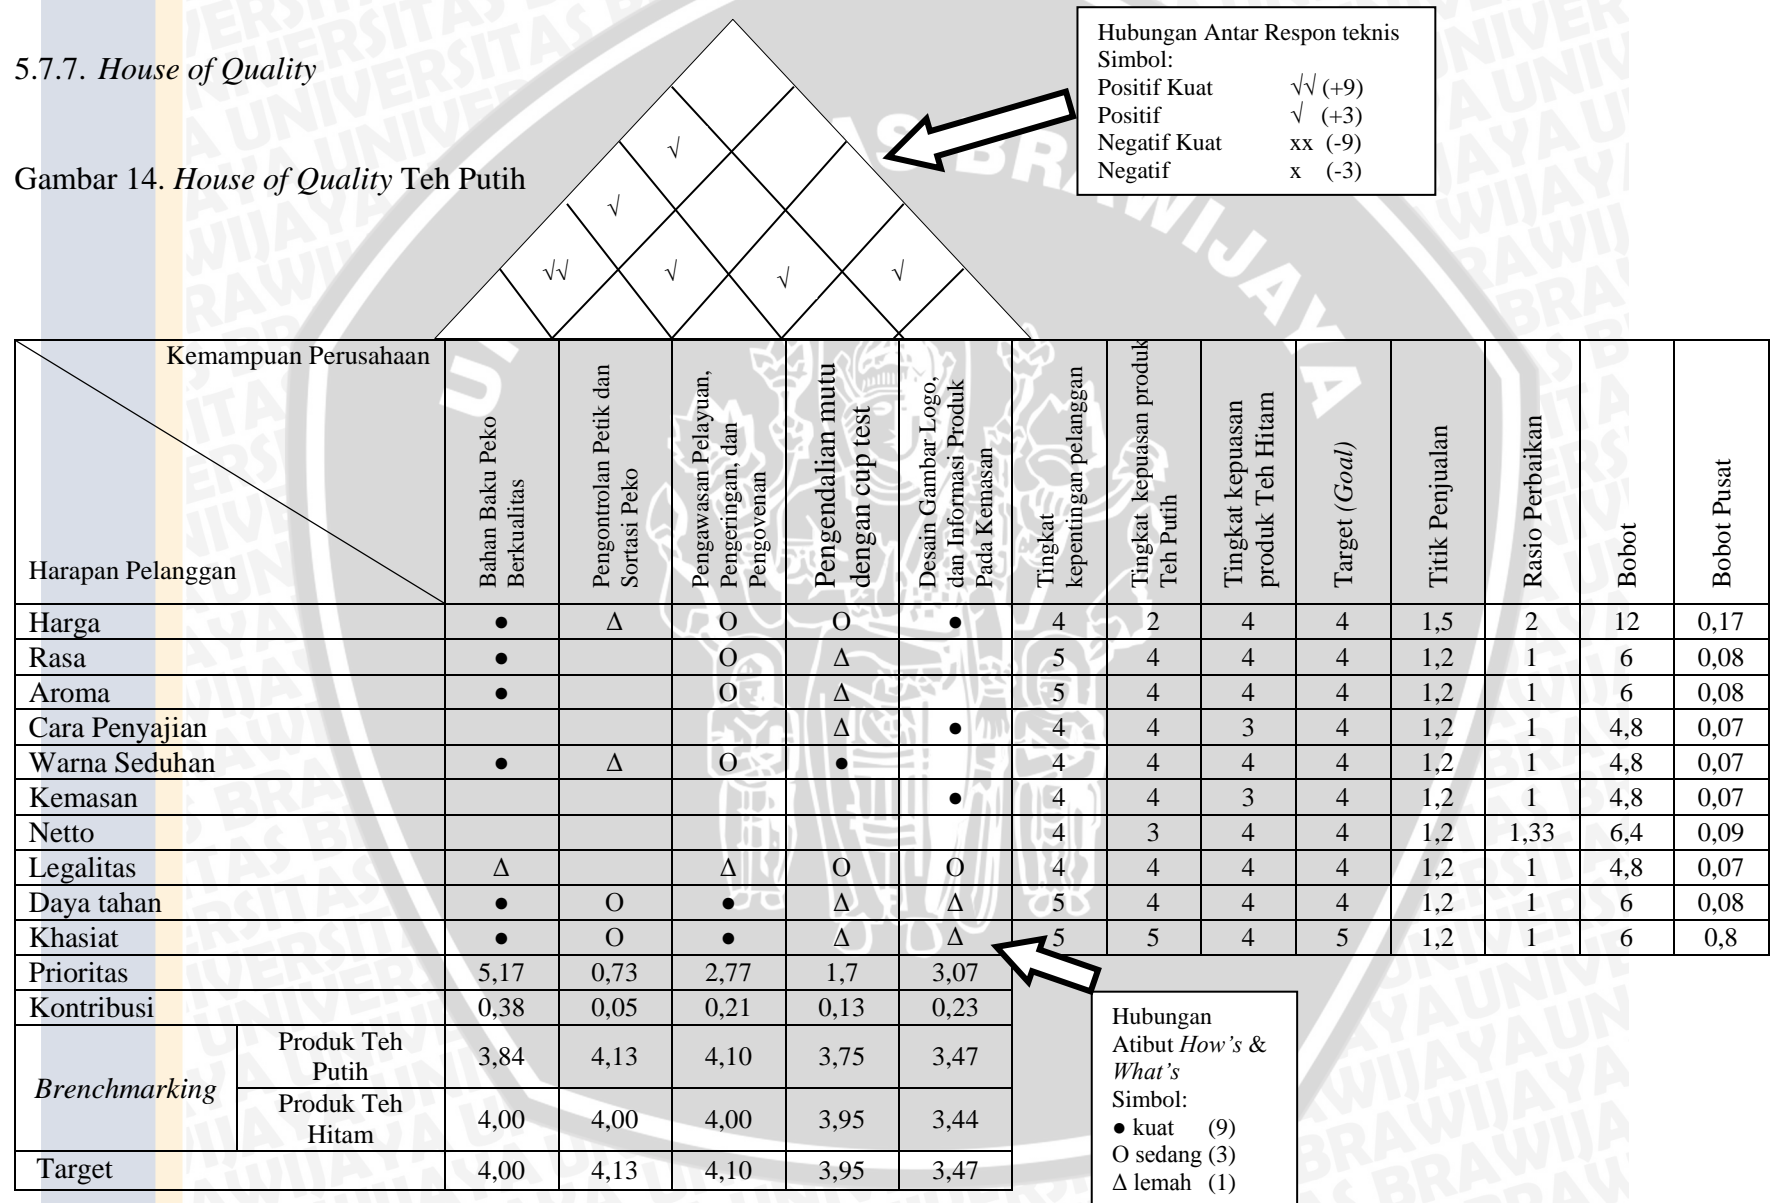 5.7.7. House of Quality
Gambar 14. House of Quality Teh Putih
Hubungan Antar Respon teknis
Simbol:
Positif Kuat √√ (+9)
Positif √ (+3)
Negatif Kuat xx (-9)
Negatif x (-3)
√
√
√√ √ √ √
Kemampuan Perusahaan
Harapan Pelanggan
Bahan Baku Peko
Berkualitas
Pengontrolan Petik dan
Sortasi Peko
Pengawasan Pelayuan,
Pengeringan, dan
Pengovenan
Pengendalian mutu
dengan cup test
Desain Gambar Logo,
dan Informasi Produk
Pada Kemasan
Tingkat
kepentingan pelanggan
Tingkat kepuasan produk
Teh Putih
Tingkat kepuasan
produk Teh Hitam
Target (Goal)
Titik Penjualan
Rasio Perbaikan
Bobot
Bobot Pusat
Harga ● Δ O O ● 4 2 4 4 1,5 2 12 0,17
Rasa ● O Δ 5 4 4 4 1,2 1 6 0,08
Aroma ● O Δ 5 4 4 4 1,2 1 6 0,08
Cara Penyajian Δ ● 4 4 3 4 1,2 1 4,8 0,07
Warna Seduhan ● Δ O ● 4 4 4 4 1,2 1 4,8 0,07
Kemasan ● 4 4 3 4 1,2 1 4,8 0,07
Netto 4 3 4 4 1,2 1,33 6,4 0,09
Legalitas Δ Δ O O 4 4 4 4 1,2 1 4,8 0,07
Daya tahan ● O ● Δ Δ 5 4 4 4 1,2 1 6 0,08
Khasiat ● O ● Δ Δ 5 5 4 5 1,2 1 6 0,8
Prioritas 5,17 0,73 2,77 1,7 3,07
Kontribusi 0,38 0,05 0,21 0,13 0,23
Brenchmarking
Produk Teh
Putih
3,84 4,13 4,10 3,75 3,47
Produk Teh
Hitam
4,00 4,00 4,00 3,95 3,44
Target 4,00 4,13 4,10 3,95 3,47
Hubungan
Atibut How's &
What's
Simbol:
● kuat (9)
O sedang (3)
Δ lemah (1)